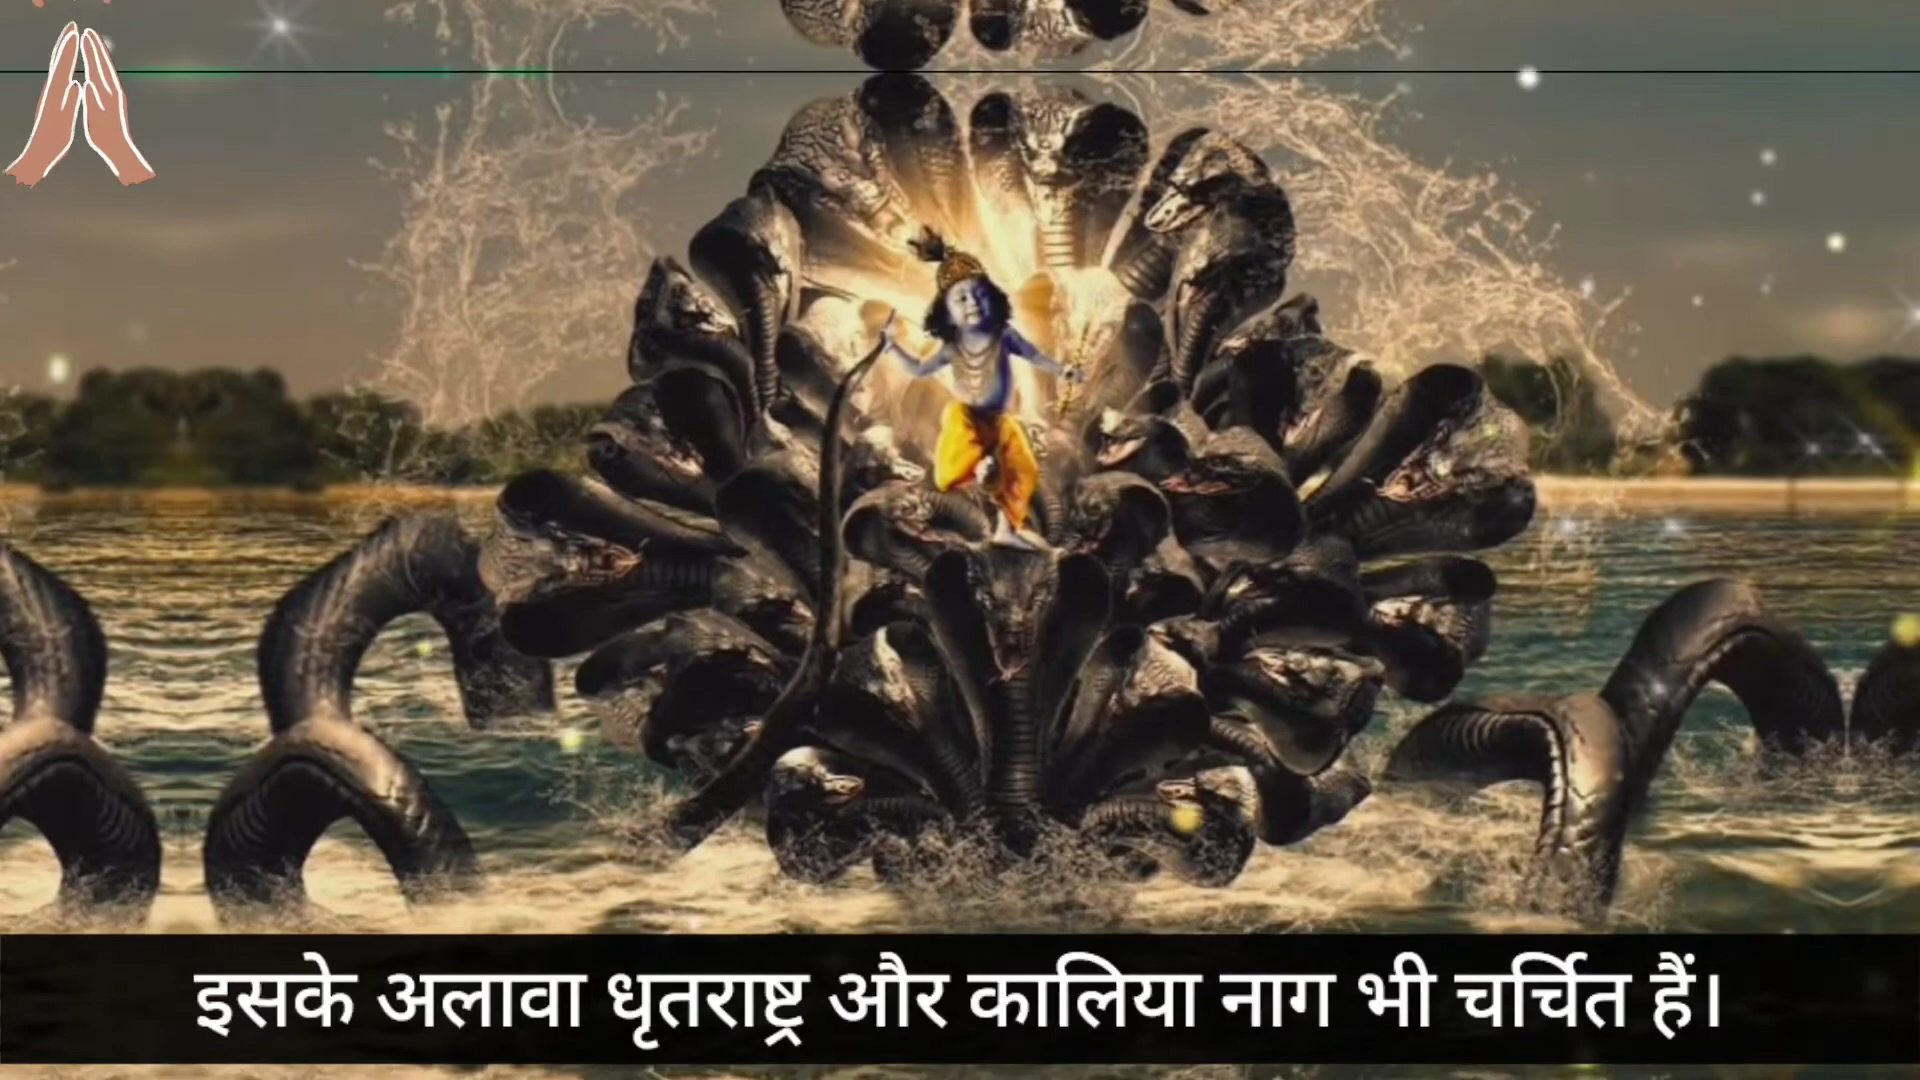 इसके अलावा धृतराष्ट्र और कालिया नाग भी चर्चित हैं।